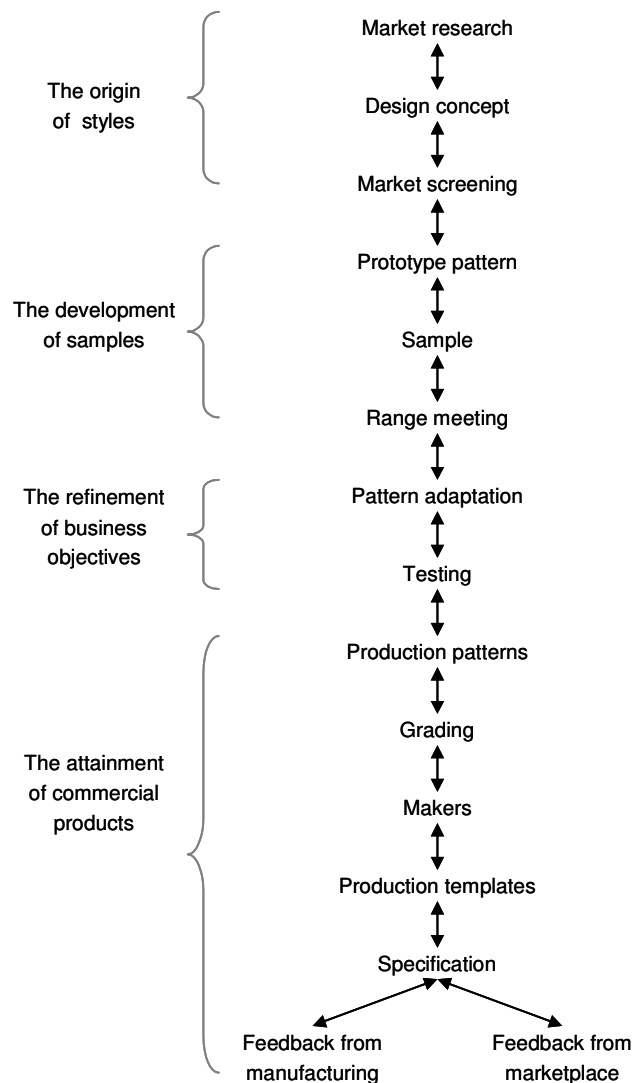 Market research
The origin
of styles
Design concept
Market screening
Prototype pattern
The development
of samples
Sample
Range meeting
The refinement
of business
objectives
Pattern adaptation
Testing
Production patterns
Grading
The attainment
of commercial
products
Makers
Production templates
Specification
Feedback from
manufacturing
Feedback from
marketplace